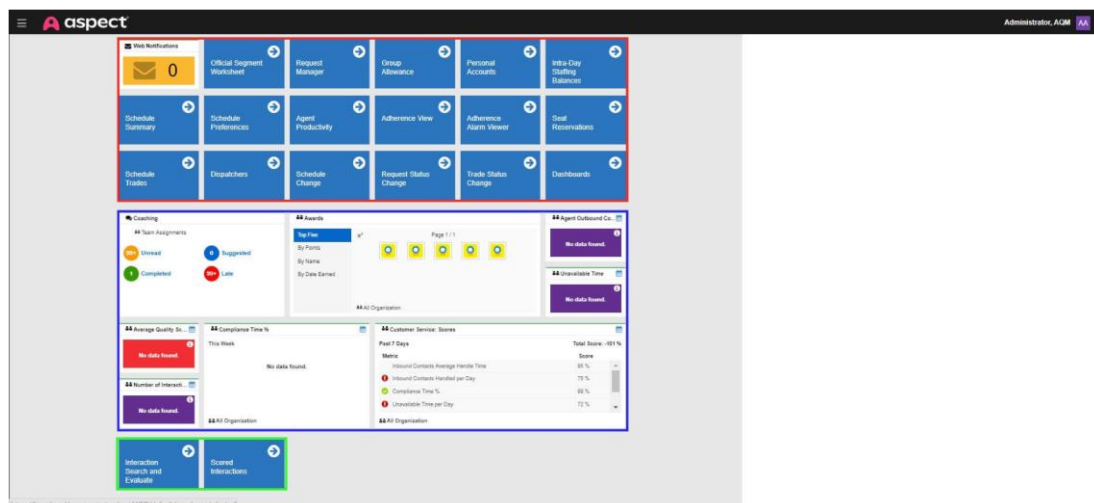 aspect
Administrator, AQM AA
Web Notifications
0
Official Segment
Worksheet
Request
Manager
Group
Allowance
Personal
Accounts
Intra-Day
Staffing
Balances
Schedule
Summary
Schedule
Preferences
Agent
Productivity
Adherence View
Adherence
Alarm Viewer
Seat
Reservations
Schedule
Trades
Dispatchers
Schedule
Change
Request Status
Change
Trade Status
Change
Dashboards
Coaching
Team Assignments
99+ Unread
0 Suggested
1 Completed
99+ Late
Awards
Top Five
By Points
By Name
By Date Earned
Page 1 / 1
All Organization
Agent Outbound Co...
No data found.
Unavailable Time
No data found.
Average Quality Sc...
No data found.
Number of Interacti...
No data found.
Compliance Time %
This Week
No data found.
All Organization
Customer Service: Scores
Past 7 Days Total Score: -101 %
Metric Score
Inbound Contacts Average Handle Time
Inbound Contacts Handled per Day
Compliance Time %
Unavailable Time per Day 72 %
All Organization
Interaction
Search and
Evaluate
Scored
Interactions